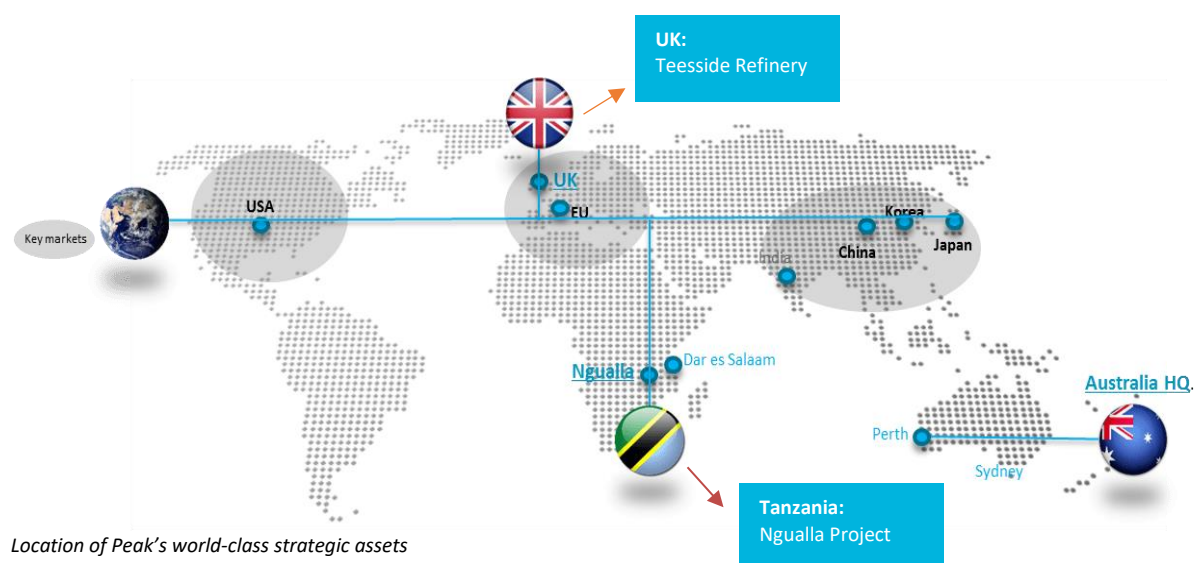 UK:
Teesside Refinery
UK
USA
EU
Key markets
Korea
China
Japan
India
Dar es Salaam
Ngualla
Australia HQ.
Perth
Sydney
Tanzania:
Ngualla Project
Location of Peak's world-class strategic assets